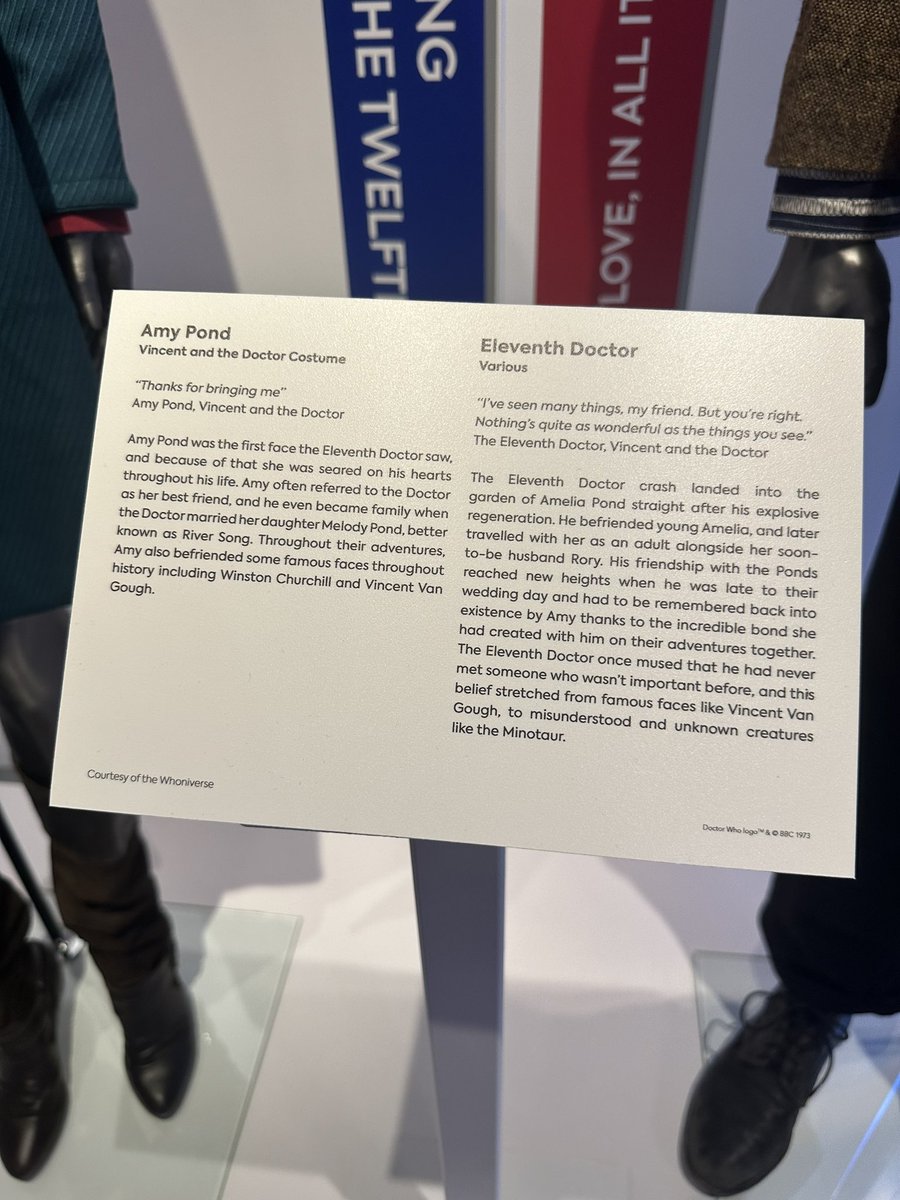 NG
HE TWELFT
LOVE, IN ALL IT
Amy Pond
Vincent and the Doctor Costume
“Thanks for bringing me”
Amy Pond, Vincent and the Doctor
Amy Pond was the first face the Eleventh Doctor saw,
and because of that she was seared on his hearts
throughout his life. Amy often referred to the Doctor
as her best friend, and he even became family when
the Doctor married her daughter Melody Pond, better
known as River Song. Throughout their adventures,
Amy also befriended some famous faces throughout
history including Winston Churchill and Vincent Van
Gough.
Courtesy of the Whoniverse
Eleventh Doctor
Various
“I’ve seen many things, my friend. But you’re right.
Nothing’s quite as wonderful as the things you see.”
The Eleventh Doctor, Vincent and the Doctor
The Eleventh Doctor crash landed into the
garden of Amelia Pond straight after his explosive
regeneration. He befriended young Amelia, and later
travelled with her as an adult alongside her soon-
to-be husband Rory. His friendship with the Ponds
reached new heights when he was late to their
wedding day and had to be remembered back into
existence by Amy thanks to the incredible bond she
had created with him on their adventures together.
The Eleventh Doctor once mused that he had never
met someone who wasn’t important before, and this
belief stretched from famous faces like Vincent Van
Gough, to misunderstood and unknown creatures
like the Minotaur.
Doctor Who logo™ & © BBC 1973